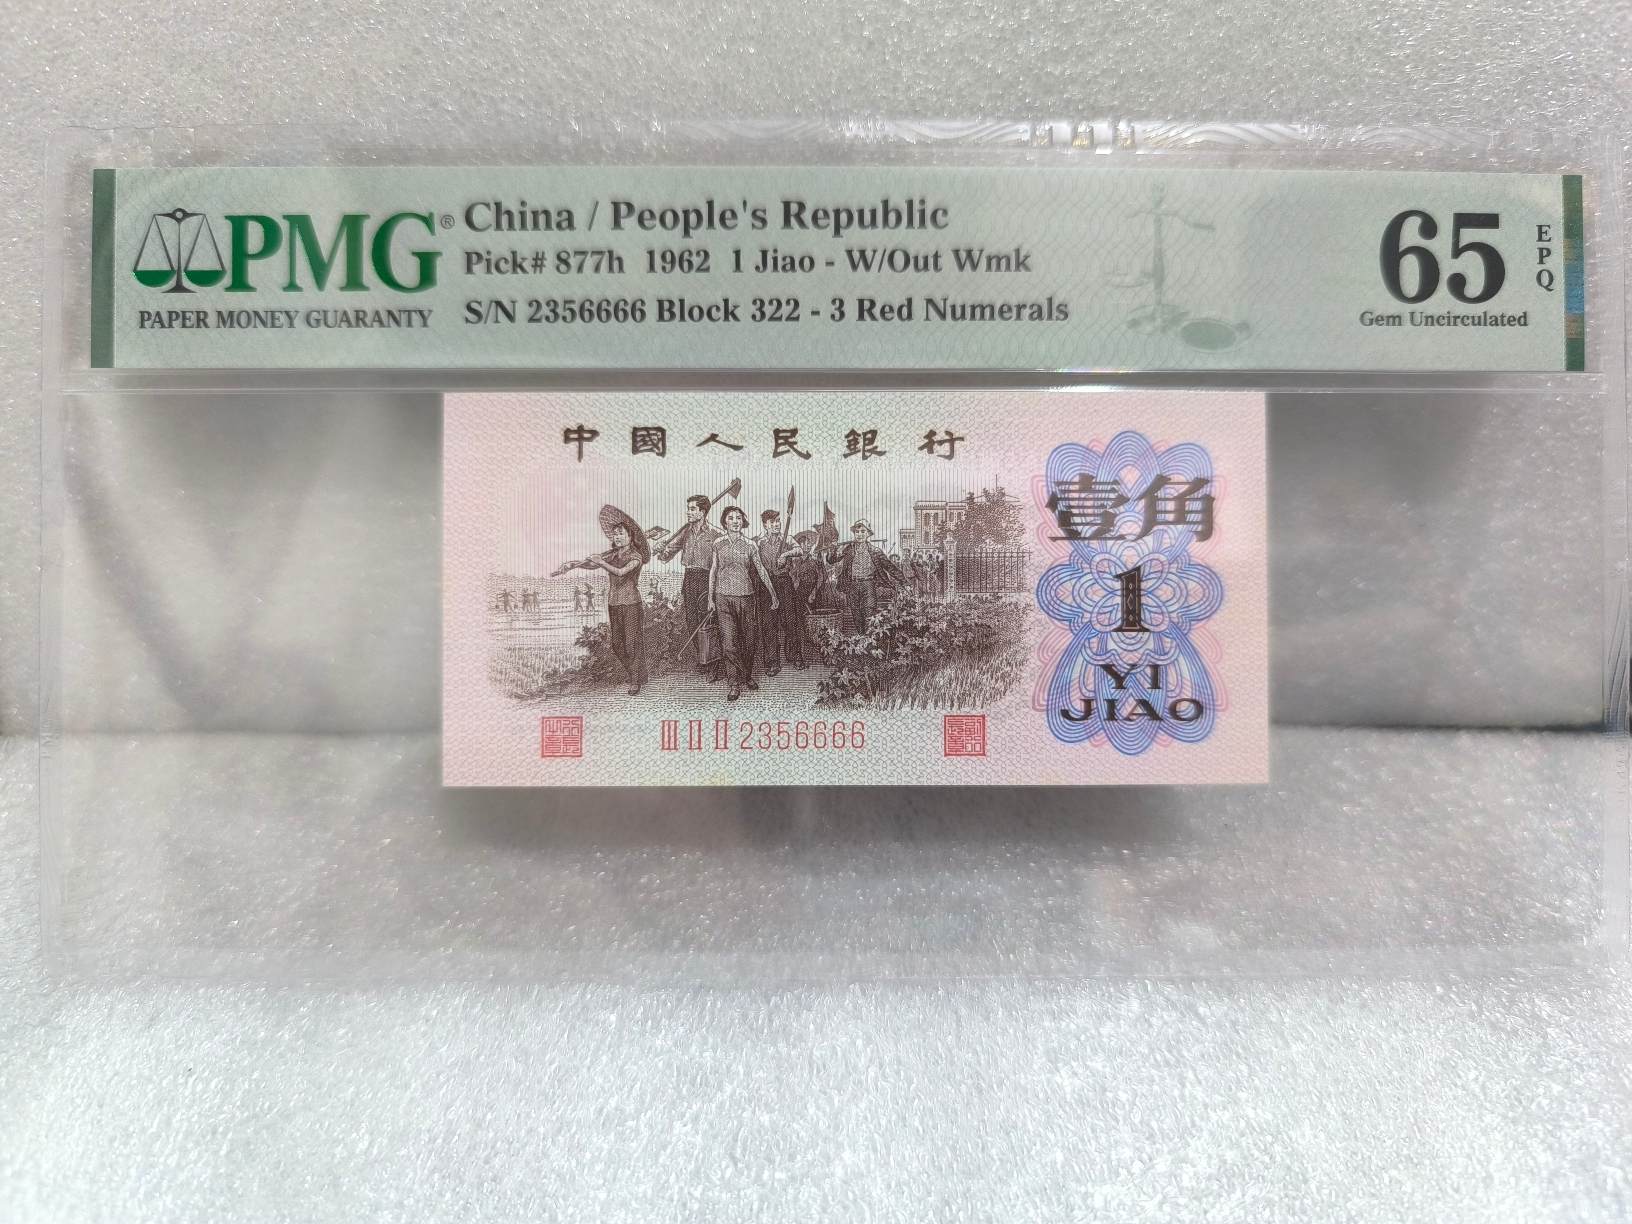 PMG®
PAPER MONEY GUARANTY
China / People's Republic
Pick# 877h 1962 1 Jiao - W/Out Wmk
S/N 2356666 Block 322 - 3 Red Numerals
65
EPQ
Gem Uncirculated
中國人民銀行
壹角
1
YI
JIAO
III II II 2356666